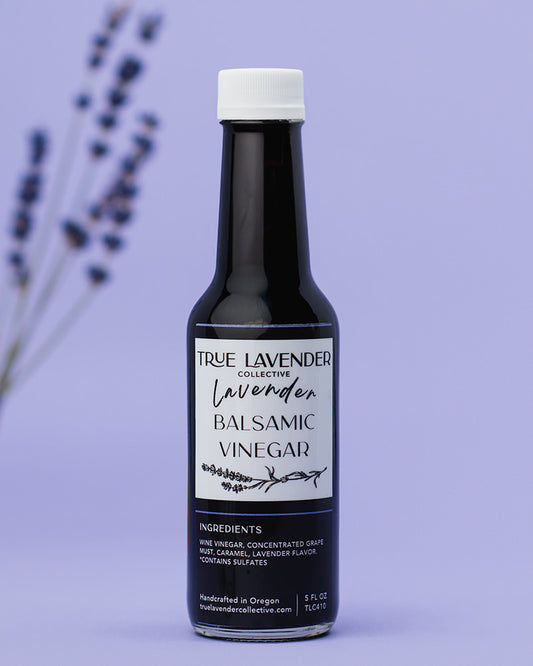 TRUE LAVENDER
COLLECTIVE
Lavender
BALSAMIC
VINEGAR
INGREDIENTS
WINE VINEGAR, CONCENTRATED GRAPE
MUST, CARAMEL, LAVENDER FLAVOR.
*CONTAINS SULFATES
Handcrafted in Oregon
truelavendercollective.com
5 FL OZ
TLC410